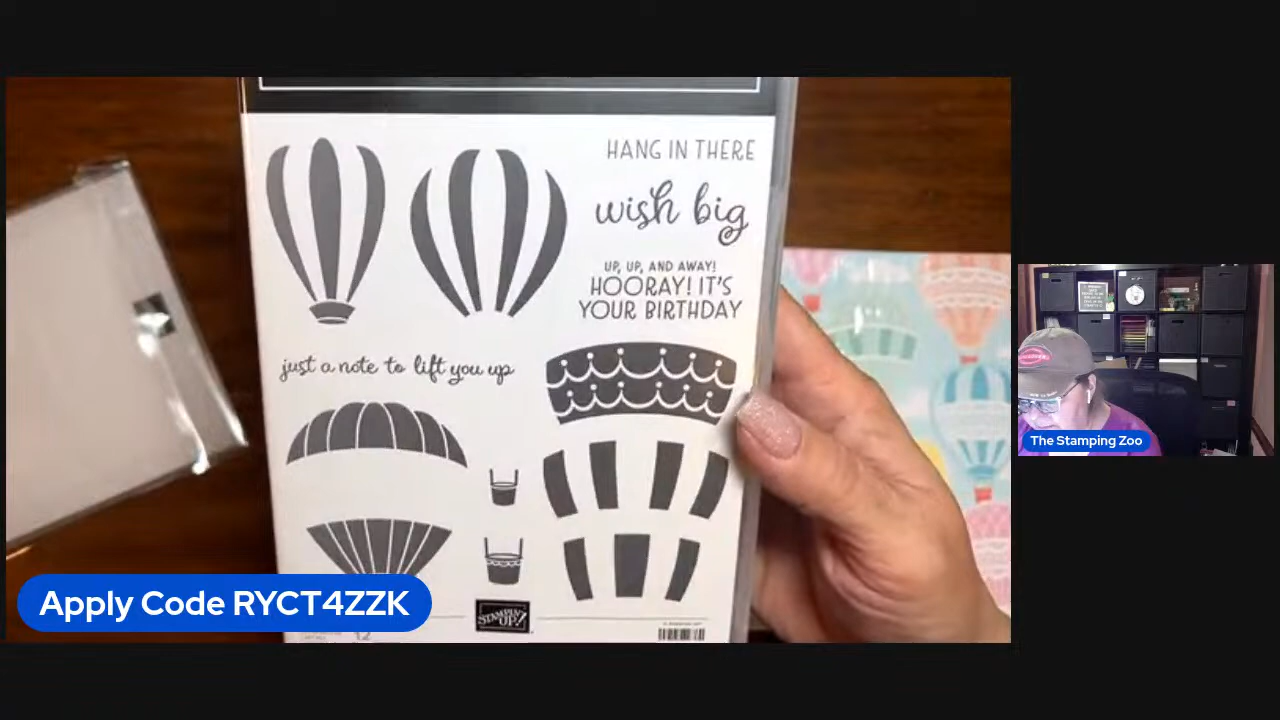 HANG IN THERE
wish big
UP, UP, AND AWAY!
HOORAY! IT'S
YOUR BIRTHDAY
just a note to lift you up
STAMPIN' UP!
12
Apply Code RYCT4ZZK
The Stamping Zoo